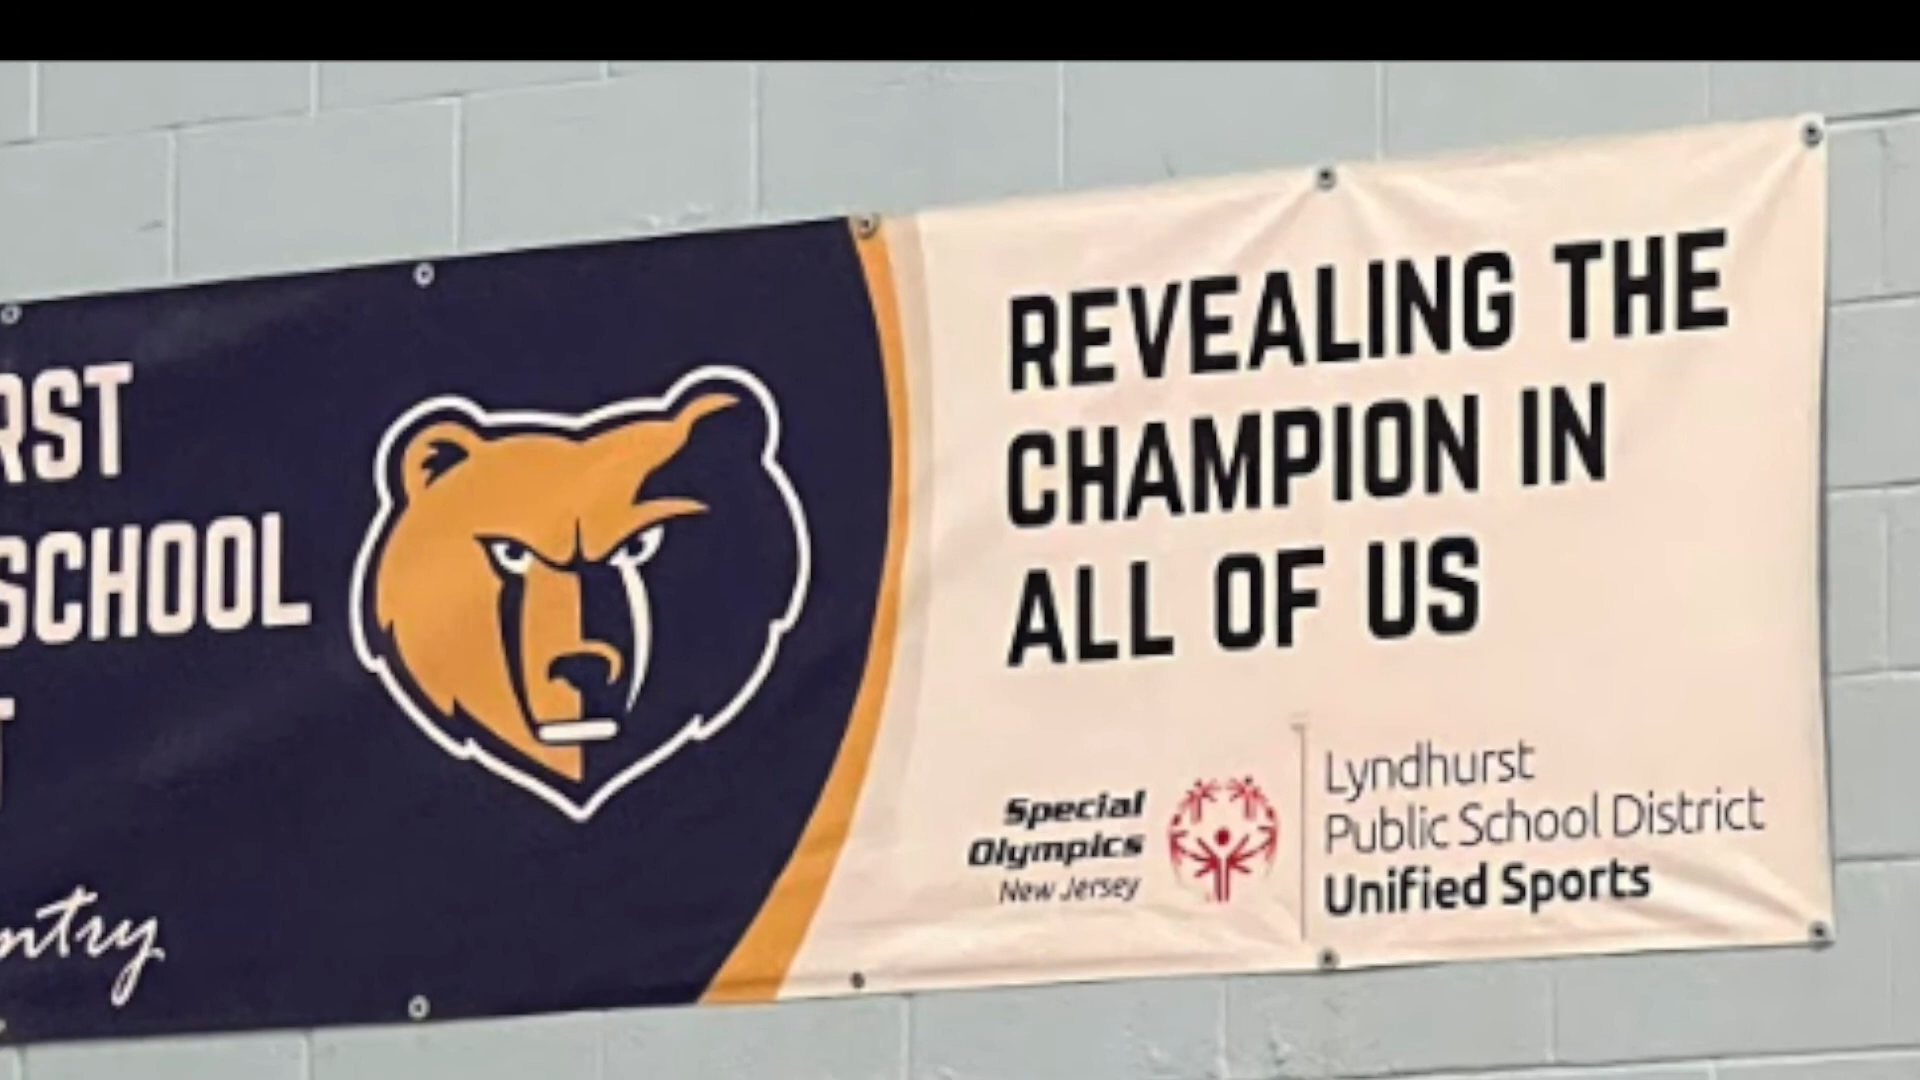 RST
SCHOOL
T
ntry
REVEALING THE
CHAMPION IN
ALL OF US
Special
Olympics
New Jersey
Lyndhurst
Public School District
Unified Sports